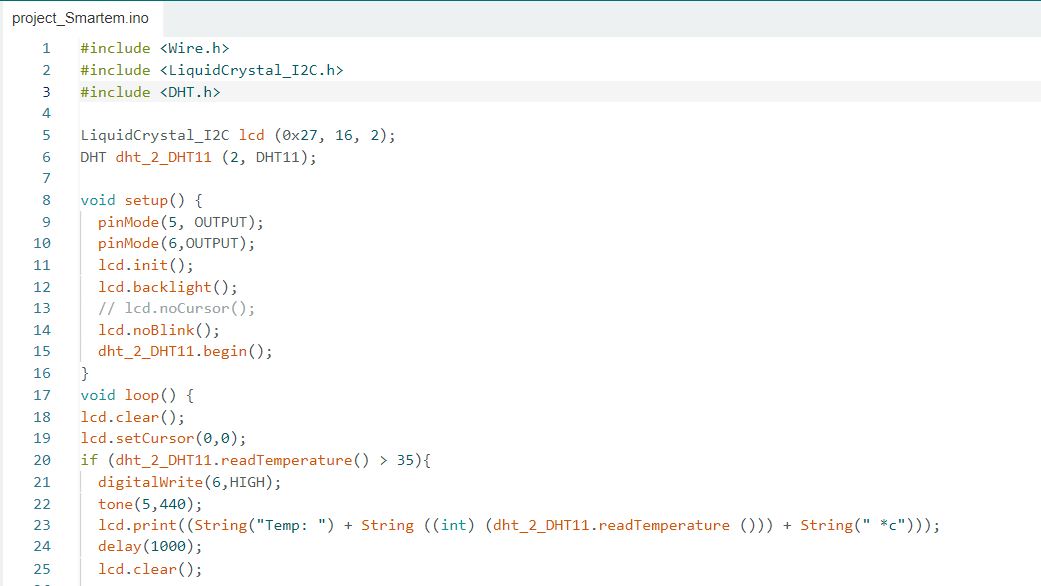 project_Smartem.ino
1 #include <Wire.h>
2 #include <LiquidCrystal_I2C.h>
3 #include <DHT.h>
4
5 LiquidCrystal_I2C lcd (0x27, 16, 2);
6 DHT dht_2_DHT11 (2, DHT11);
7
8 void setup() {
9 pinMode(5, OUTPUT);
10 pinMode(6,OUTPUT);
11 lcd.init();
12 lcd.backlight();
13 // lcd.noCursor();
14 lcd.noBlink();
15 dht_2_DHT11.begin();
16 }
17 void loop() {
18 lcd.clear();
19 lcd.setCursor(0,0);
20 if (dht_2_DHT11.readTemperature() > 35){
21 digitalWrite(6,HIGH);
22 tone(5,440);
23 lcd.print((String("Temp: ") + String ((int) (dht_2_DHT11.readTemperature ())) + String(" *c")));
24 delay(1000);
25 lcd.clear();